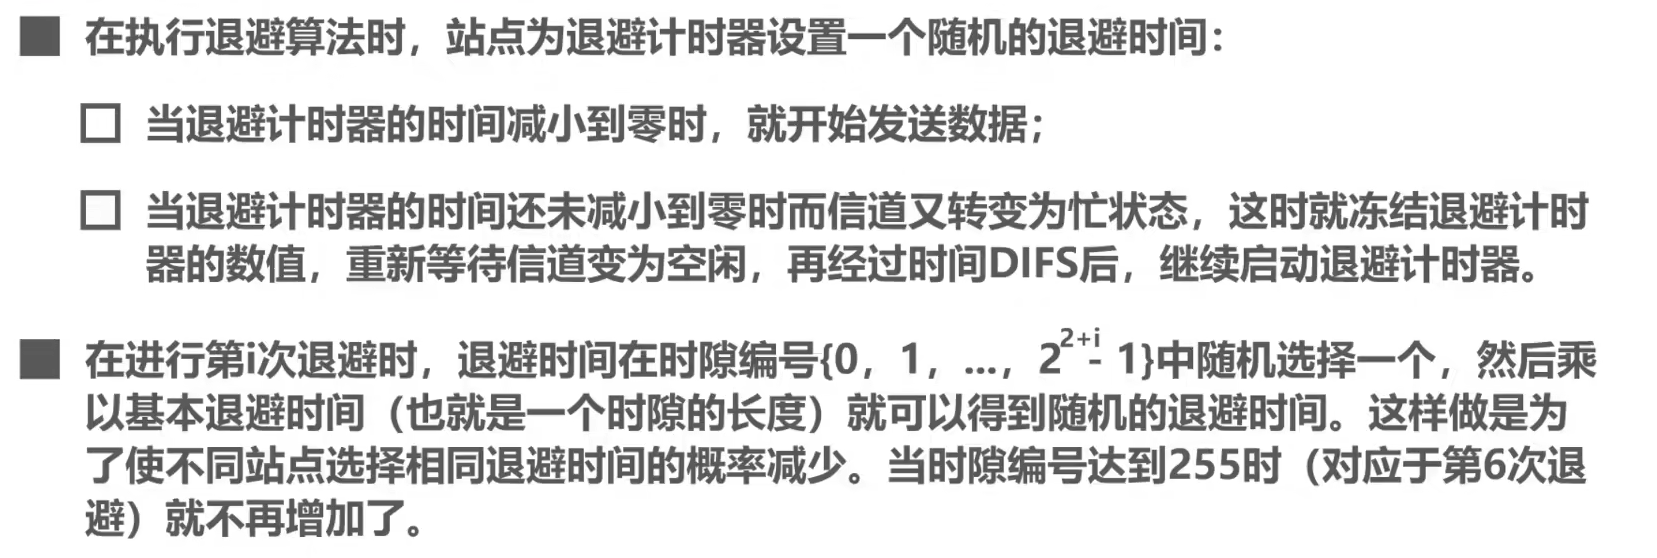 在执行退避算法时，站点为退避计时器设置一个随机的退避时间：
当退避计时器的时间减小到零时，就开始发送数据；
当退避计时器的时间还未减小到零时而信道又转变为忙状态，这时就冻结退避计时
器的数值，重新等待信道变为空闲，再经过时间DIFS后，继续启动退避计时器。
在进行第i次退避时，退避时间在时隙编号{0，1，...，2^{2+i} - 1}中随机选择一个，然后乘
以基本退避时间（也就是一个时隙的长度）就可以得到随机的退避时间。这样做是为
了使不同站点选择相同退避时间的概率减少。当时隙编号达到255时（对应于第6次退
避）就不再增加了。